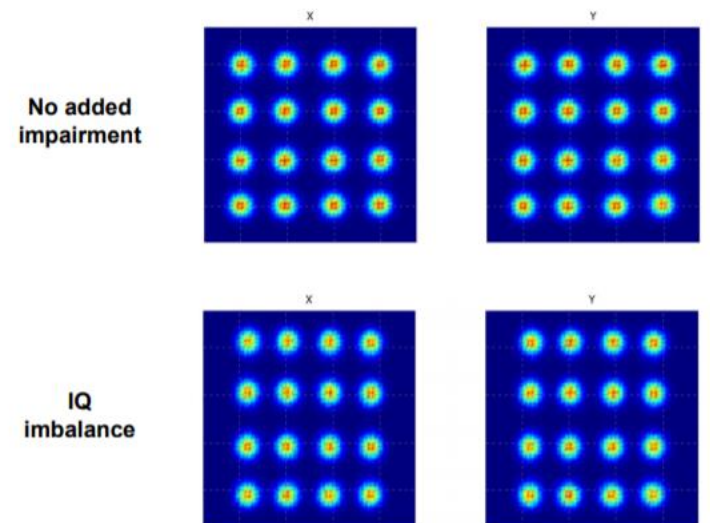 X
Y
No added
impairment
X
Y
IQ
imbalance